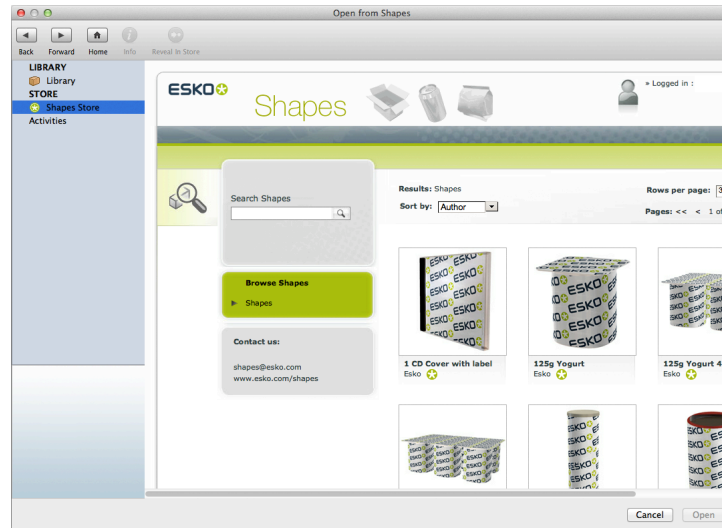 Open from Shapes
Back Forward Home Info Reveal In Store
LIBRARY
Library
STORE
Shapes Store
Activities
ESKO
Shapes
» Logged in :
Search Shapes
Results: Shapes
Sort by: Author
Rows per page: 3
Pages: << < 1 of
Browse Shapes
Shapes
Contact us:
shapes@esko.com
www.esko.com/shapes
1 CD Cover with label
Esko
125g Yogurt
Esko
125g Yogurt 4
Esko
Cancel Open